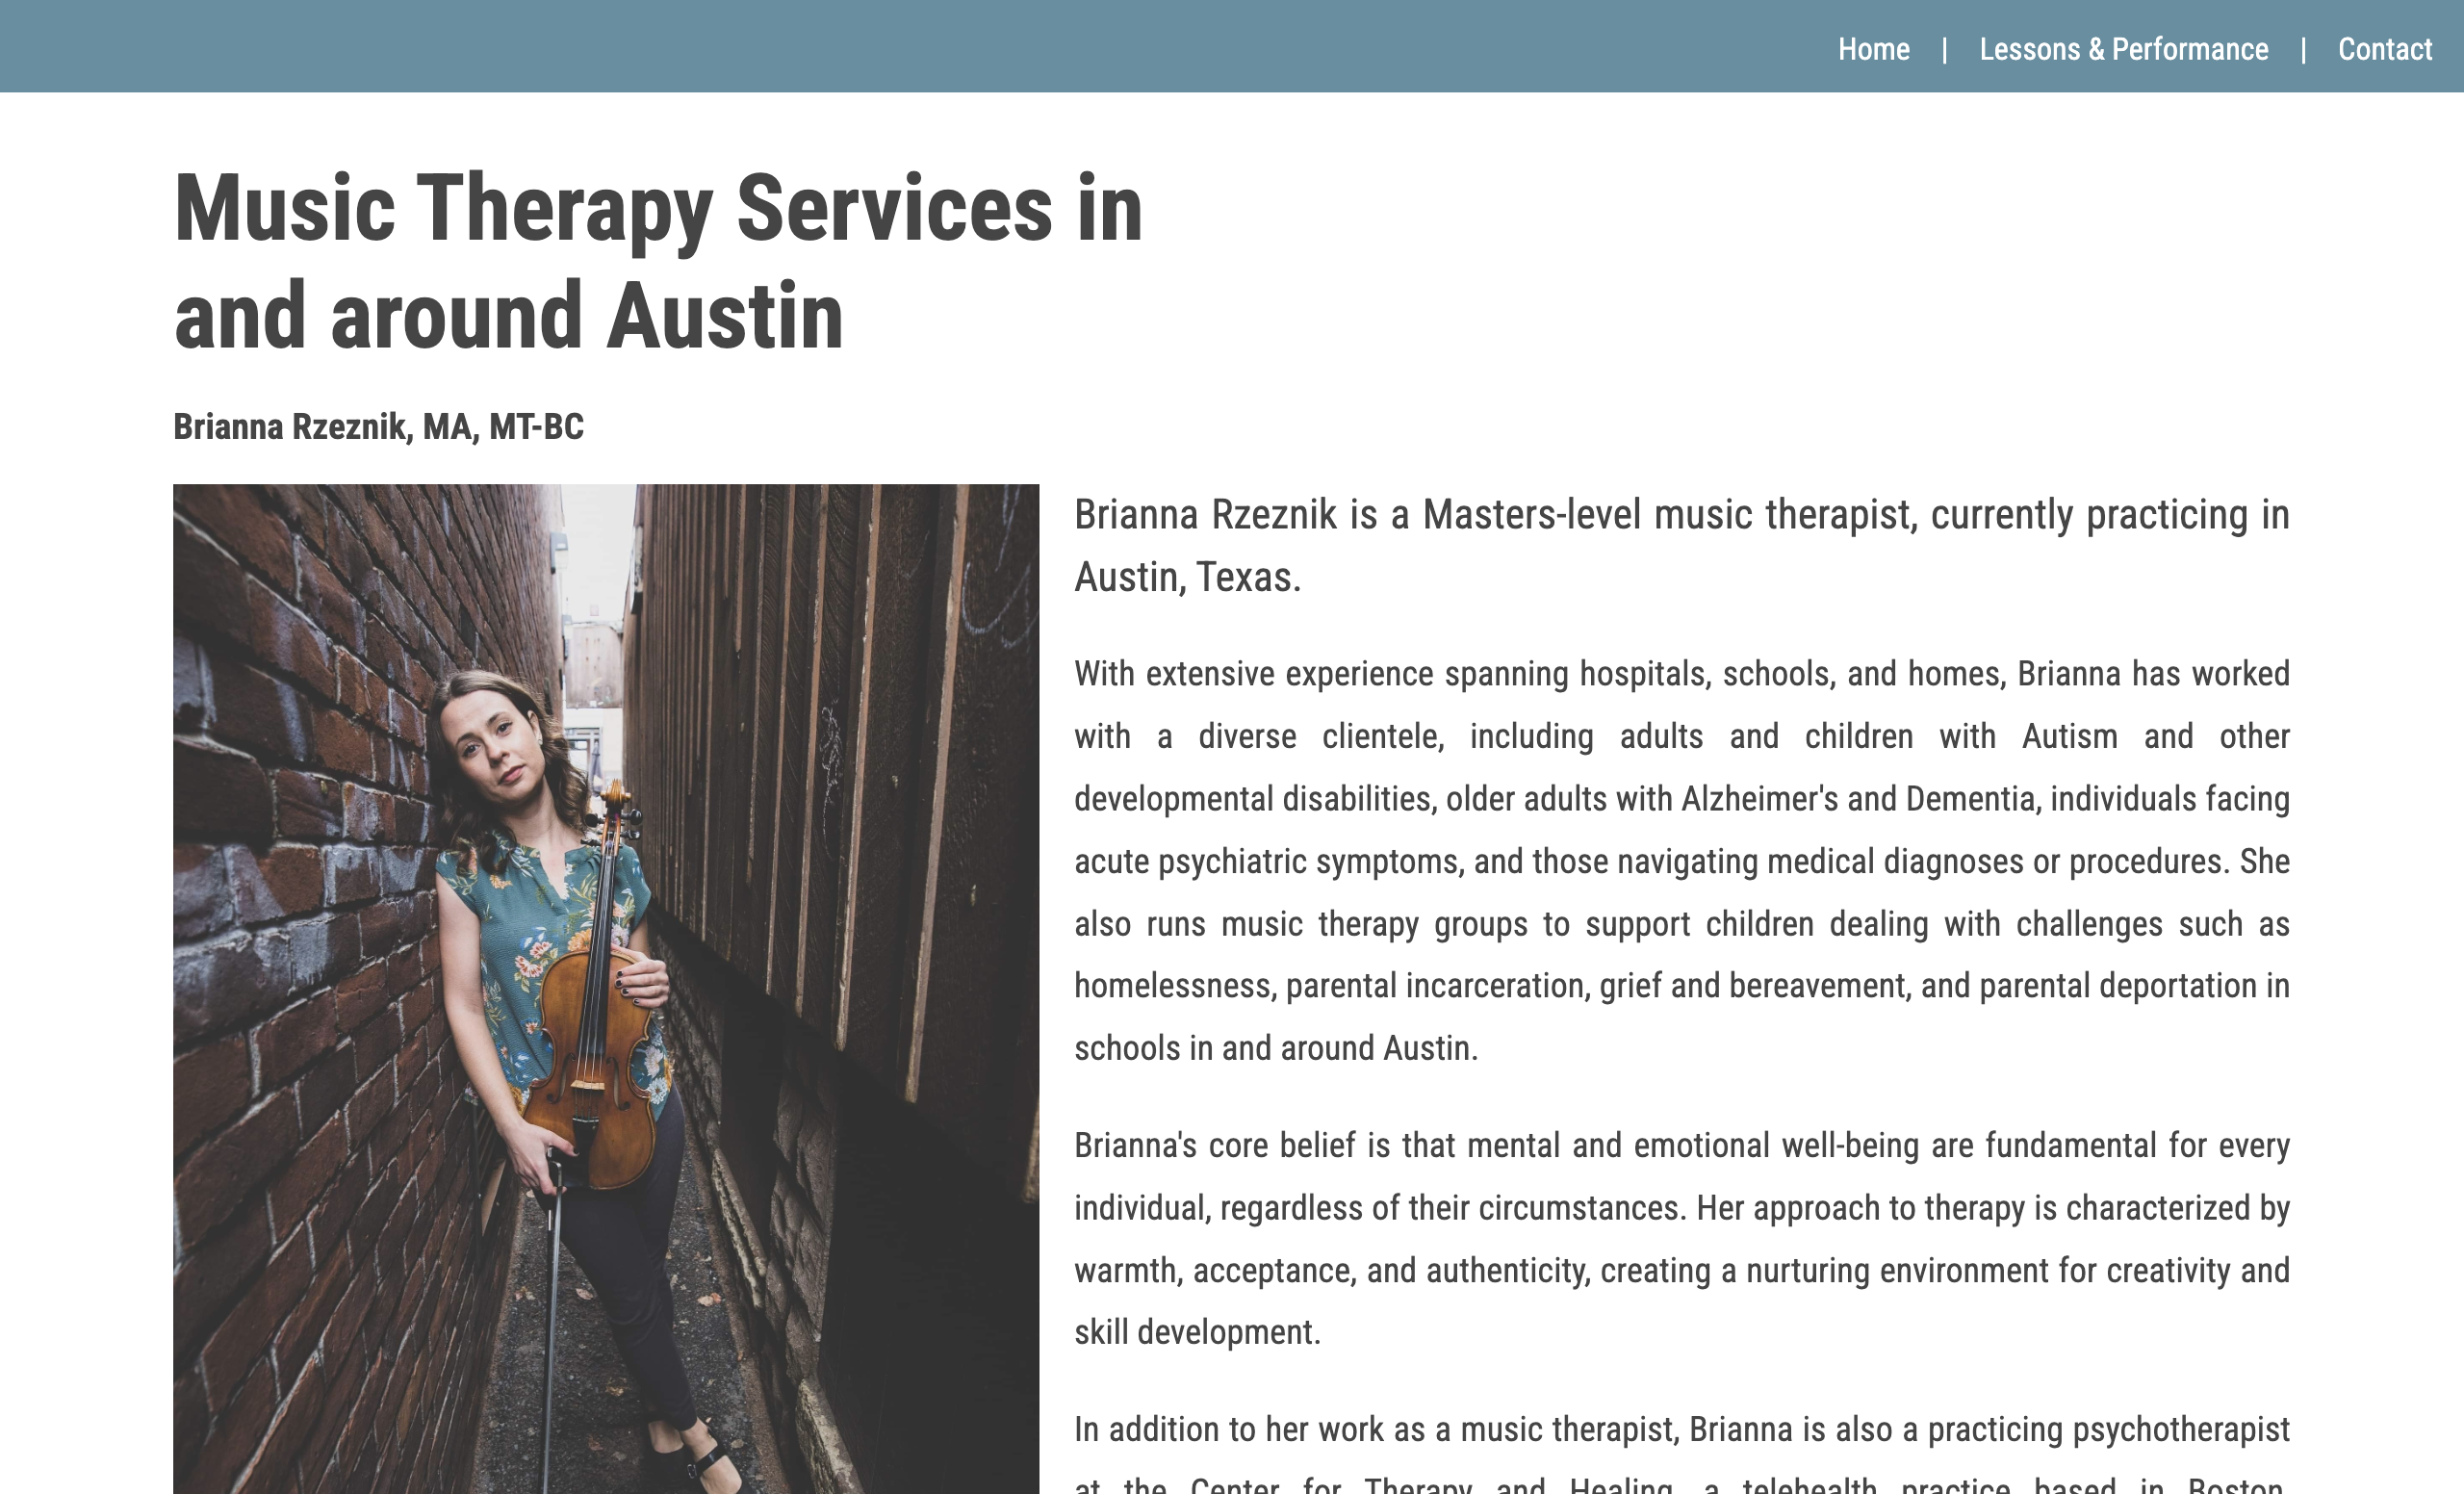 Home | Lessons & Performance | Contact
Music Therapy Services in
and around Austin
Brianna Rzeznik, MA, MT-BC
Brianna Rzeznik is a Masters-level music therapist, currently practicing in
Austin, Texas.
With extensive experience spanning hospitals, schools, and homes, Brianna has worked
with a diverse clientele, including adults and children with Autism and other
developmental disabilities, older adults with Alzheimer's and Dementia, individuals facing
acute psychiatric symptoms, and those navigating medical diagnoses or procedures. She
also runs music therapy groups to support children dealing with challenges such as
homelessness, parental incarceration, grief and bereavement, and parental deportation in
schools in and around Austin.
Brianna's core belief is that mental and emotional well-being are fundamental for every
individual, regardless of their circumstances. Her approach to therapy is characterized by
warmth, acceptance, and authenticity, creating a nurturing environment for creativity and
skill development.
In addition to her work as a music therapist, Brianna is also a practicing psychotherapist
at the Center for Therapy and Healing, a telehealth practice based in Boston,